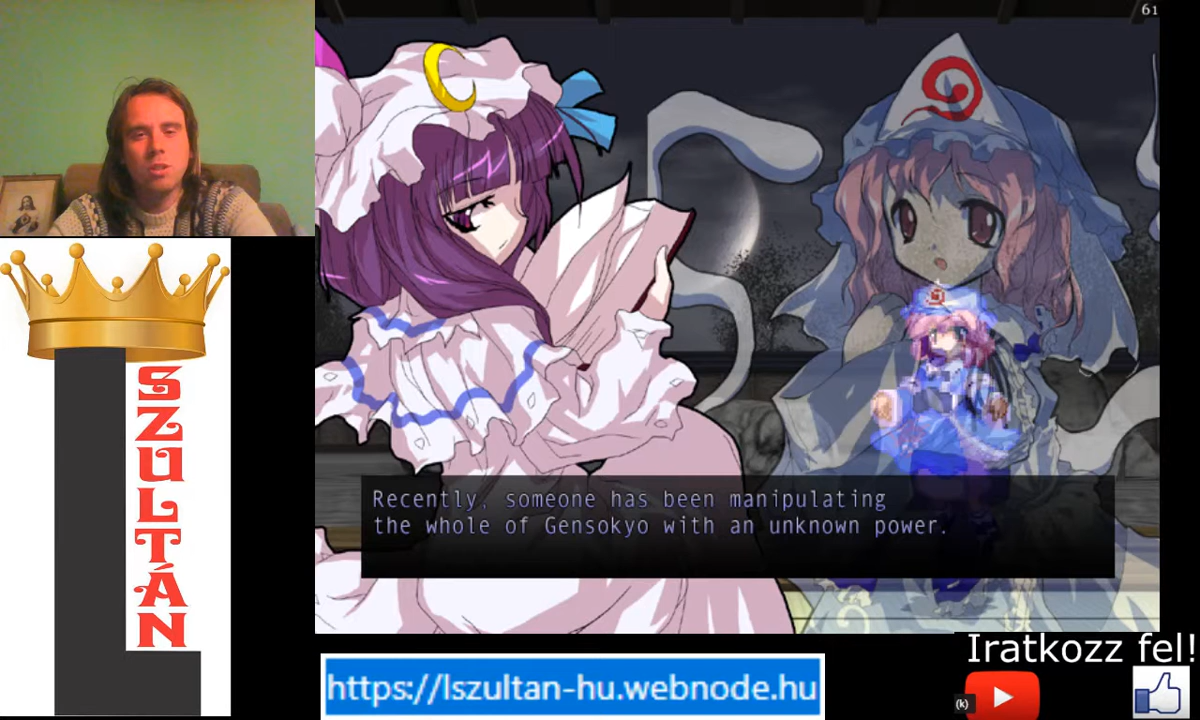 61
SZULTÁN
Recently, someone has been manipulating
the whole of Gensokyo with an unknown power.
https://lszultan-hu.webnode.hu
Iratkozz fel!
(k)